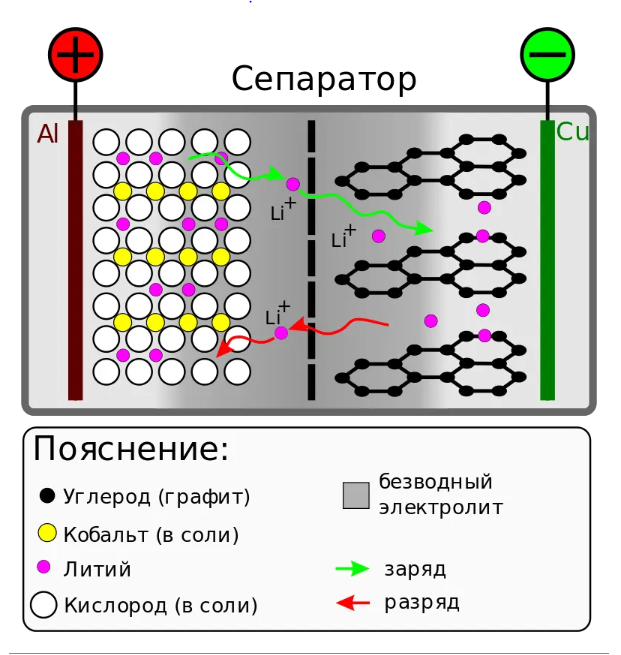 +
−
Сепаратор
Al
Cu
Li+
Li+
Li+
Пояснение:
Углерод (графит)
Кобальт (в соли)
Литий
Кислород (в соли)
безводный
электролит
заряд
разряд